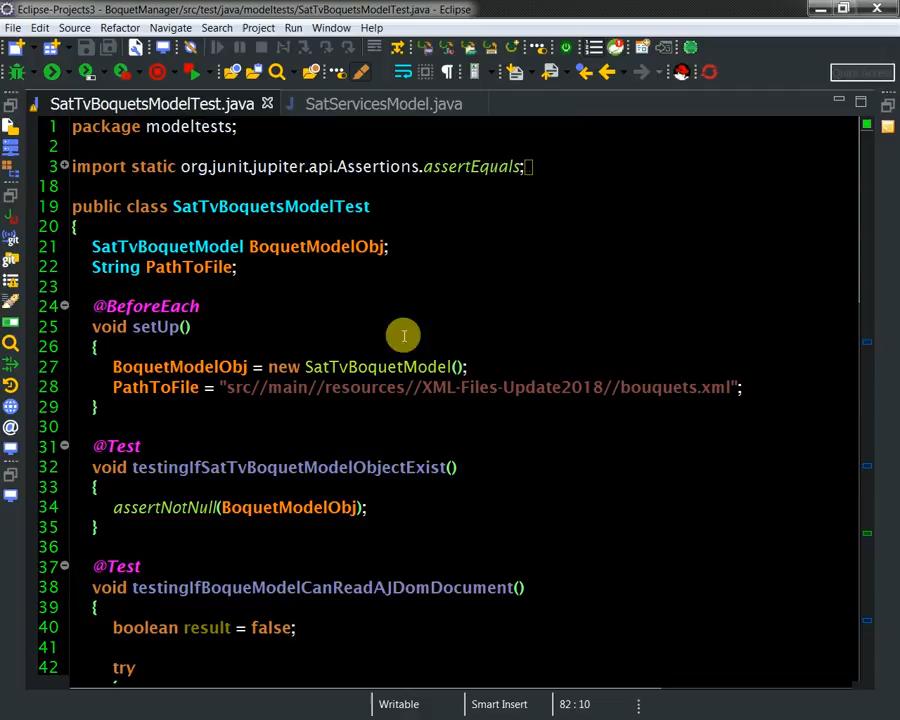 Eclipse-Projects3 - BoquetManager/src/test/java/modeltests/SatTvBoquetsModelTest.java - Eclipse
File Edit Source Refactor Navigate Search Project Run Window Help
Quick Access
SatTvBoquetsModelTest.java SatServicesModel.java
1 package modeltests;
2
3 import static org.junit.jupiter.api.Assertions.assertEquals;
18
19 public class SatTvBoquetsModelTest
20 {
21 SatTvBoquetModel BoquetModelObj;
22 String PathToFile;
23
24 @BeforeEach
25 void setUp()
26 {
27 BoquetModelObj = new SatTvBoquetModel();
28 PathToFile = "src//main//resources//XML-Files-Update2018//bouquets.xml";
29 }
30
31 @Test
32 void testingIfSatTvBoquetModelObjectExist()
33 {
34 assertNotNull(BoquetModelObj);
35 }
36
37 @Test
38 void testingIfBoqueModelCanReadAJDomDocument()
39 {
40 boolean result = false;
41
42 try
Writable Smart Insert 82 : 10